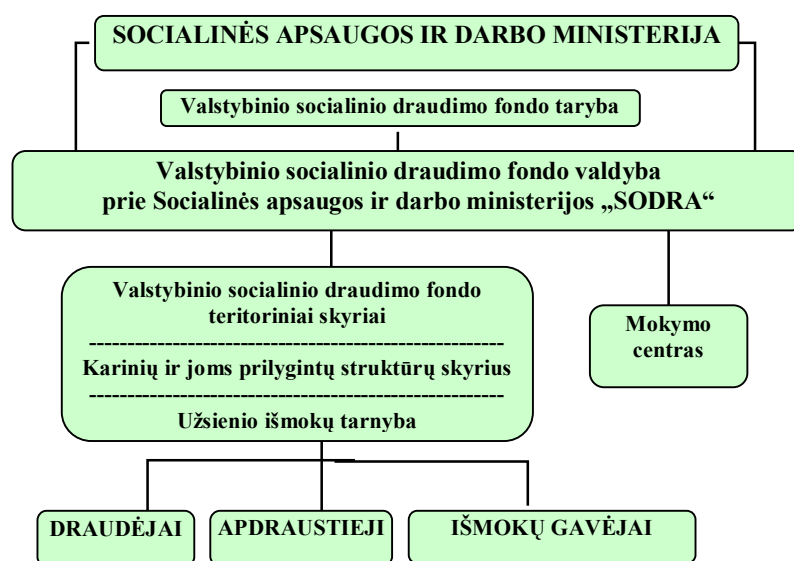 SOCIALINĖS APSAUGOS IR DARBO MINISTERIJA
Valstybinio socialinio draudimo fondo taryba
Valstybinio socialinio draudimo fondo valdyba
prie Socialinės apsaugos ir darbo ministerijos „SODRA“
Valstybinio socialinio draudimo fondo
teritoriniai skyriai
------------------------------------------------------
Karinių ir joms prilygintų struktūrų skyrius
------------------------------------------------------
Užsienio išmokų tarnyba
Mokymo
centras
DRAUDĖJAI
APDRAUSTIEJI
IŠMOKŲ GAVĖJAI